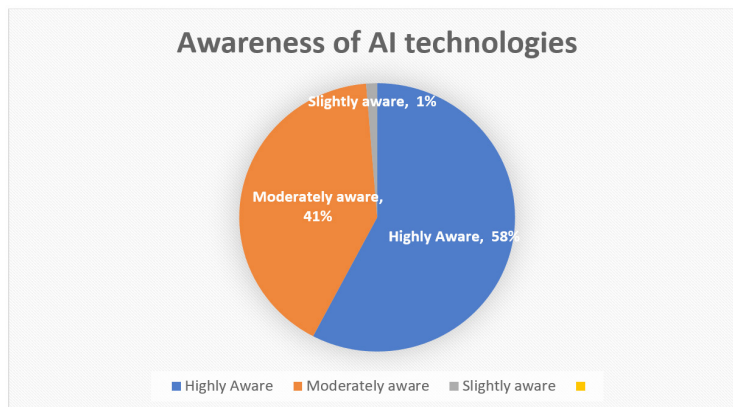 Awareness of AI technologies
Slightly aware, 1%
Moderately aware,
41%
Highly Aware, 58%
Highly Aware Moderately aware Slightly aware